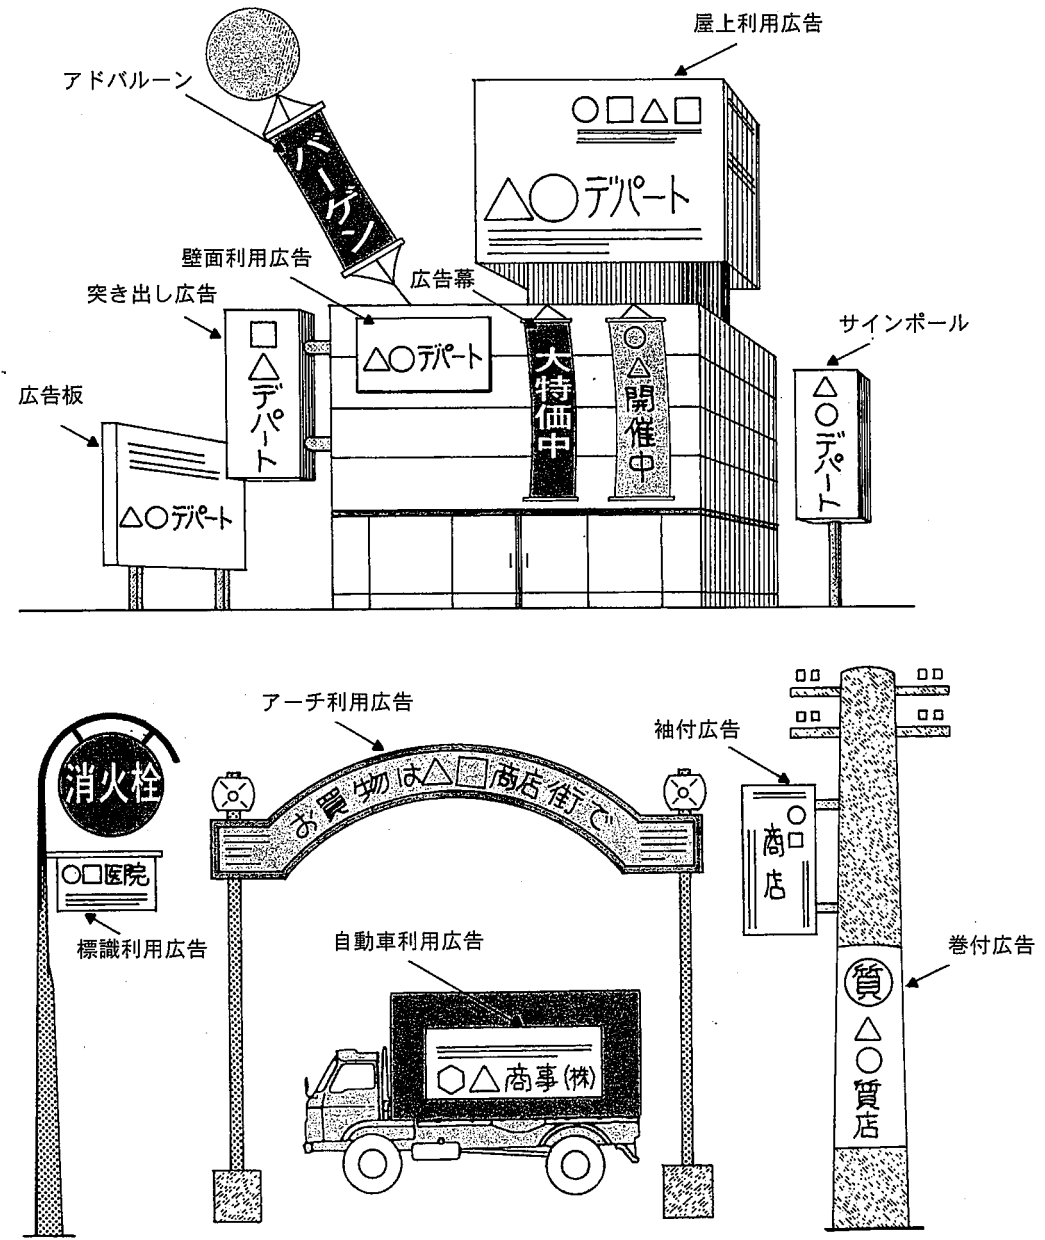 屋上利用広告
アドバルーン
バーゲン
○□△□
△○デパート
壁面利用広告
広告幕
突き出し広告
サインポール
広告板
□△デパート
△○デパート
大特価中
○△開催中
△○デパート
△○デパート
アーチ利用広告
袖付広告
消火栓
お買物は△□商店街で
○□商店
○□医院
標識利用広告
自動車利用広告
巻付広告
質
△○質店
⬡△商事(株)